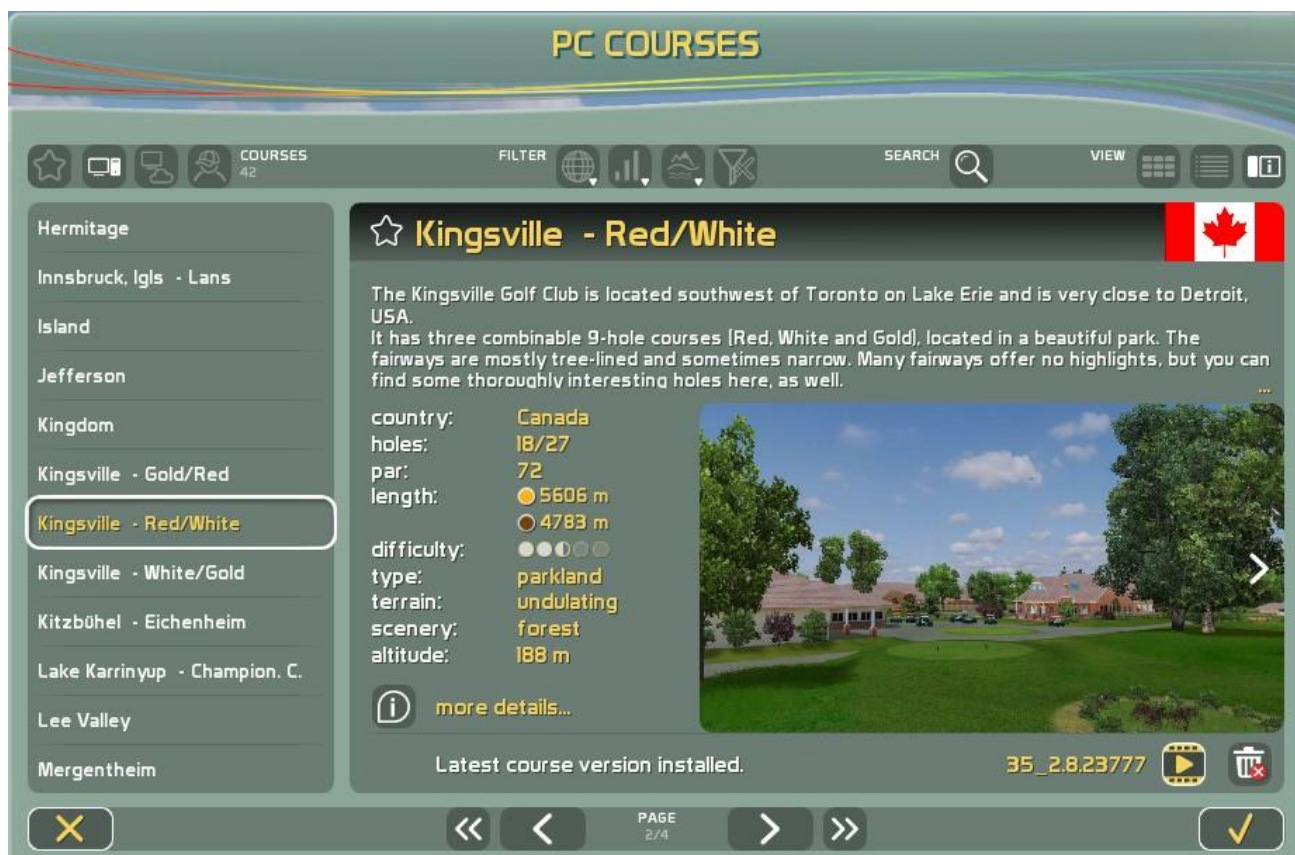 PC COURSES
COURSES
42
FILTER
SEARCH
VIEW
Hermitage
Innsbruck, Igls - Lans
Island
Jefferson
Kingdom
Kingsville - Gold/Red
Kingsville - Red/White
Kingsville - White/Gold
Kitzbühel - Eichenheim
Lake Karrinyup - Champion. C.
Lee Valley
Mergentheim
Kingsville - Red/White
The Kingsville Golf Club is located southwest of Toronto on Lake Erie and is very close to Detroit,
USA.
It has three combinable 9-hole courses (Red, White and Gold), located in a beautiful park. The
fairways are mostly tree-lined and sometimes narrow. Many fairways offer no highlights, but you can
find some thoroughly interesting holes here, as well.
...
country: Canada
holes: 18/27
par: 72
length: 5606 m
4783 m
difficulty:
type: parkland
terrain: undulating
scenery: forest
altitude: 188 m
more details...
Latest course version installed.
35_2.8.23777
PAGE
2/4